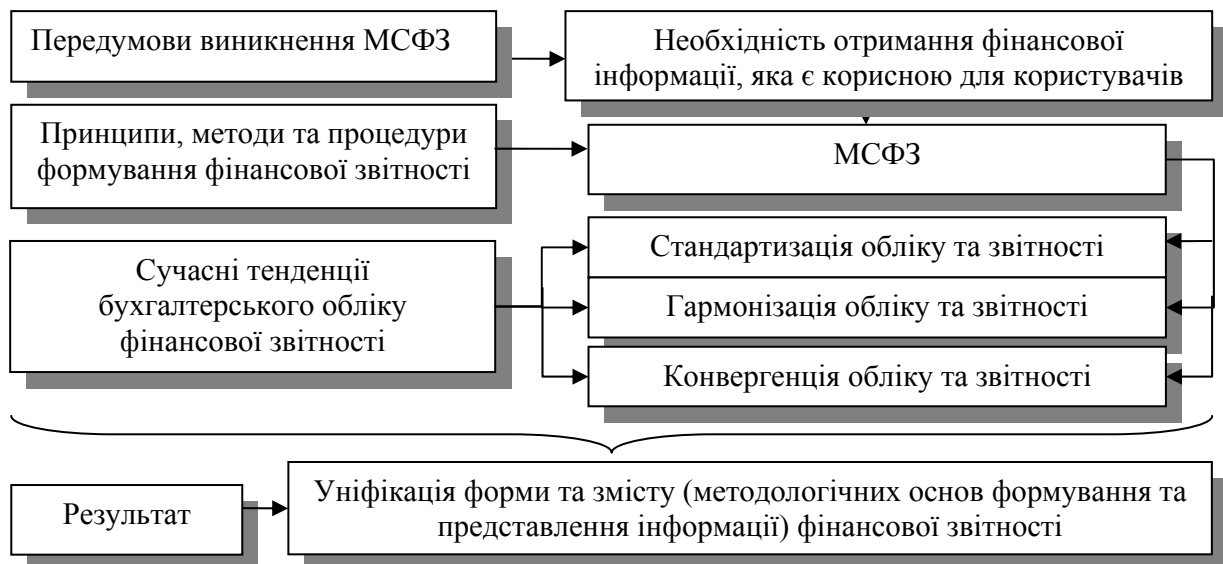 Передумови виникнення МСФЗ
Необхідність отримання фінансової
інформації, яка є корисною для користувачів
Принципи, методи та процедури
формування фінансової звітності
МСФЗ
Сучасні тенденції
бухгалтерського обліку
фінансової звітності
Стандартизація обліку та звітності
Гармонізація обліку та звітності
Конвергенція обліку та звітності
Результат
Уніфікація форми та змісту (методологічних основ формування та
представлення інформації) фінансової звітності